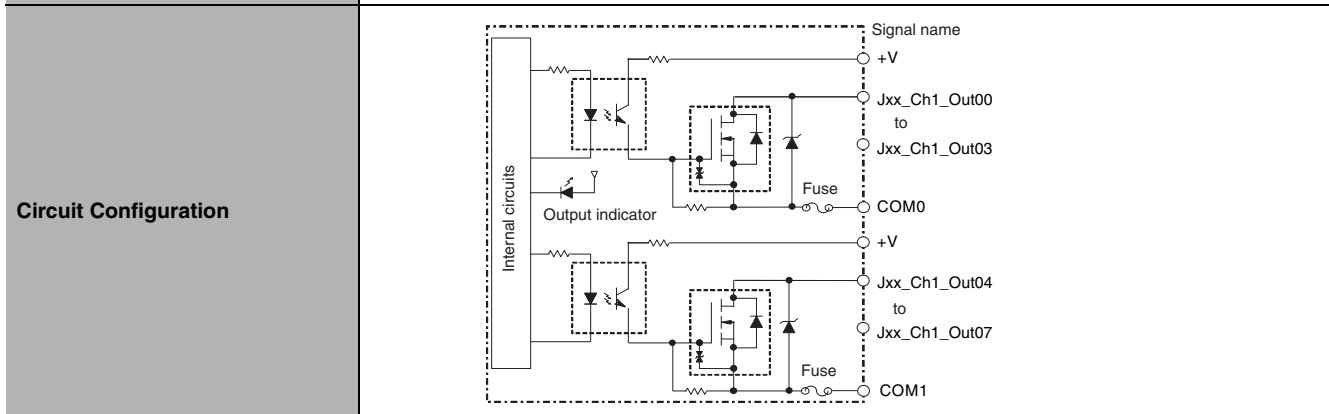 Circuit Configuration
Internal circuits
Output indicator
Signal name
+V
Jxx_Ch1_Out00
to
Jxx_Ch1_Out03
Fuse
COM0
+V
Jxx_Ch1_Out04
to
Jxx_Ch1_Out07
Fuse
COM1